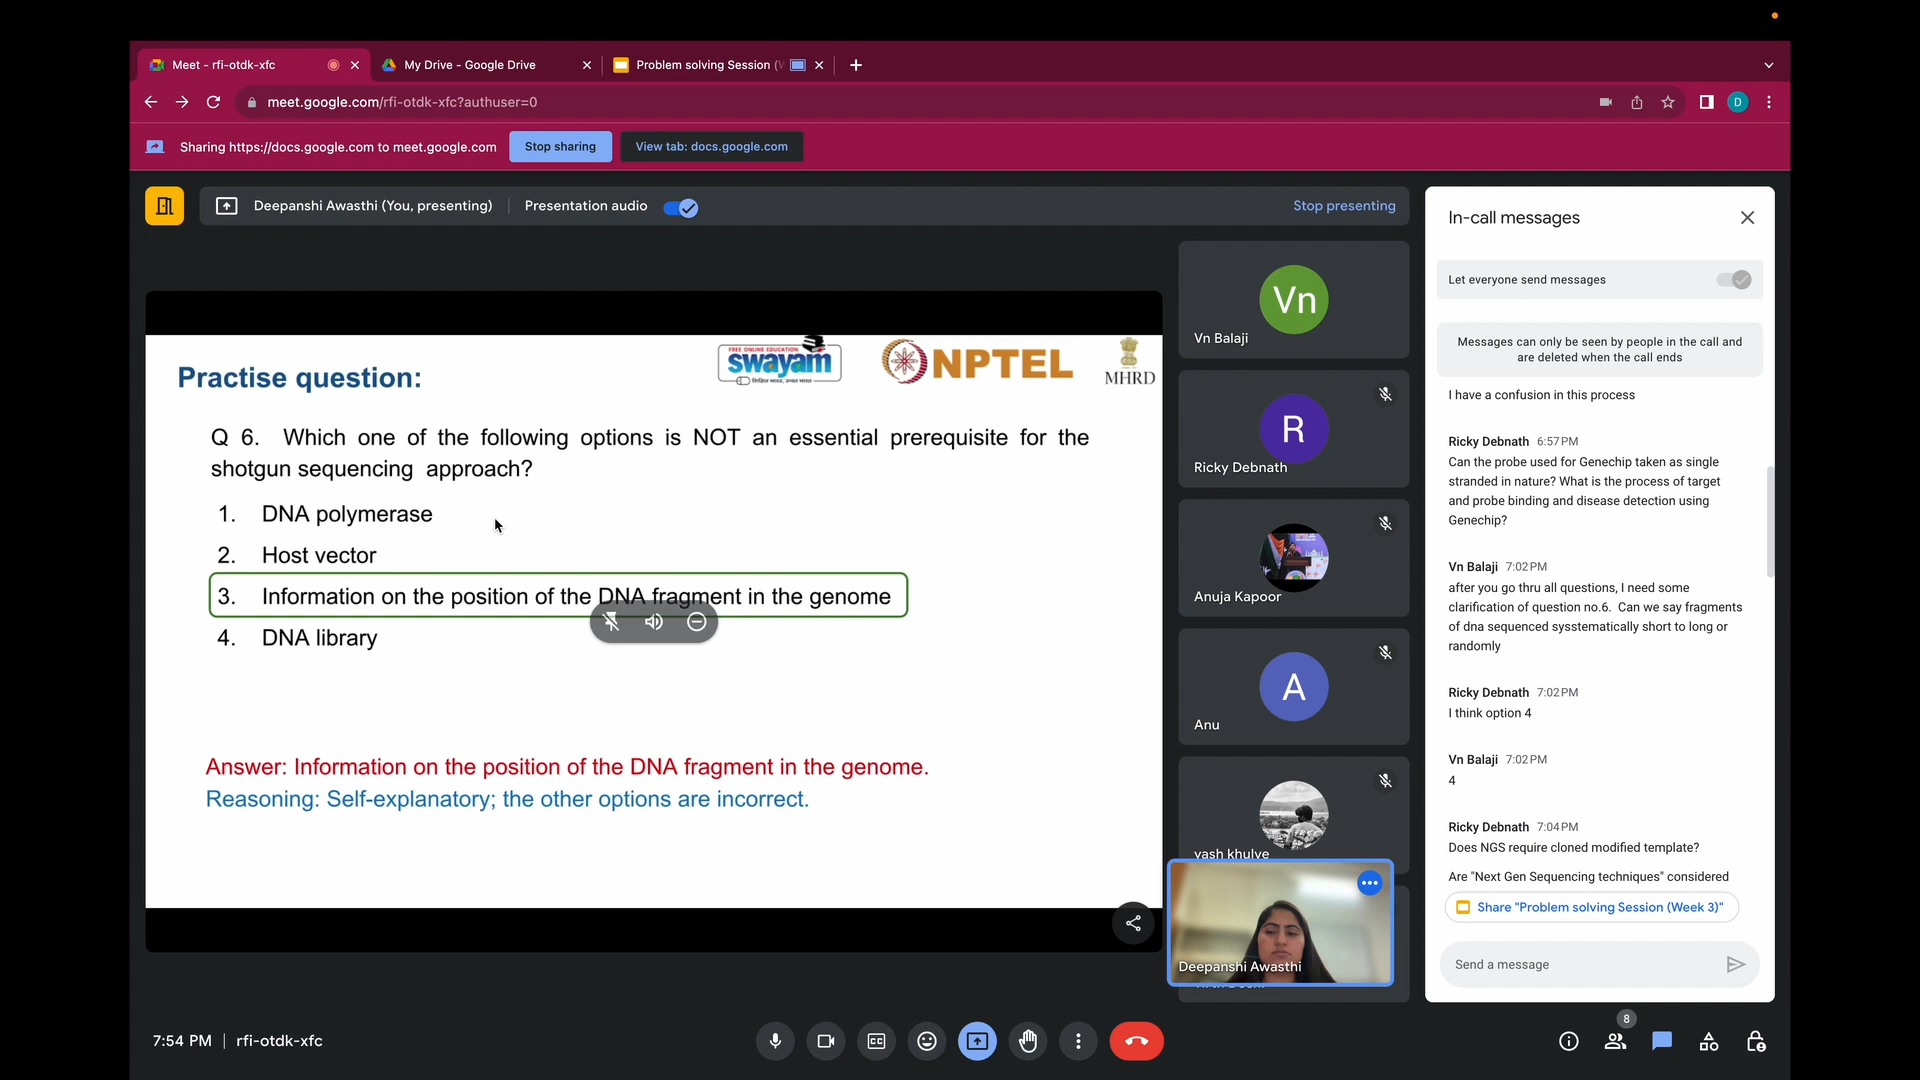 Meet - rfi-otdk-xfc
My Drive - Google Drive
Problem solving Session (
meet.google.com/rfi-otdk-xfc?authuser=0
D
Sharing https://docs.google.com to meet.google.com
Stop sharing
View tab: docs.google.com
Deepanshi Awasthi (You, presenting)
Presentation audio
Stop presenting
Practise question:
FREE ONLINE EDUCATION
swayam
NPTEL
MHRD
Q 6. Which one of the following options is NOT an essential prerequisite for the
shotgun sequencing approach?
1. DNA polymerase
2. Host vector
3. Information on the position of the DNA fragment in the genome
4. DNA library
Answer: Information on the position of the DNA fragment in the genome.
Reasoning: Self-explanatory; the other options are incorrect.
Vn
Vn Balaji
R
Ricky Debnath
Anuja Kapoor
A
Anu
yash khulve
Deepanshi Awasthi
In-call messages
Let everyone send messages
Messages can only be seen by people in the call and
are deleted when the call ends
I have a confusion in this process
Ricky Debnath 6:57 PM
Can the probe used for Genechip taken as single
stranded in nature? What is the process of target
and probe binding and disease detection using
Genechip?
Vn Balaji 7:02 PM
after you go thru all questions, I need some
clarification of question no.6. Can we say fragments
of dna sequenced sysstematically short to long or
randomly
Ricky Debnath 7:02 PM
I think option 4
Vn Balaji 7:02 PM
4
Ricky Debnath 7:04 PM
Does NGS require cloned modified template?
Are "Next Gen Sequencing techniques" considered
Share "Problem solving Session (Week 3)"
Send a message
7:54 PM | rfi-otdk-xfc
CC
8